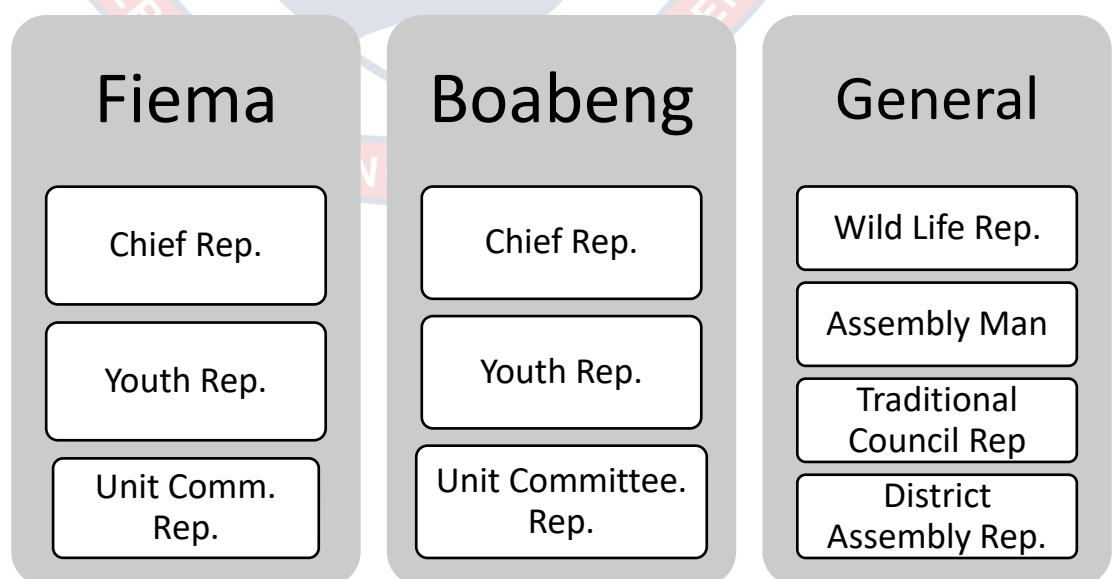 Fiema
Chief Rep.
Youth Rep.
Unit Comm.
Rep.
Boabeng
Chief Rep.
Youth Rep.
Unit Committee.
Rep.
General
Wild Life Rep.
Assembly Man
Traditional
Council Rep
District
Assembly Rep.